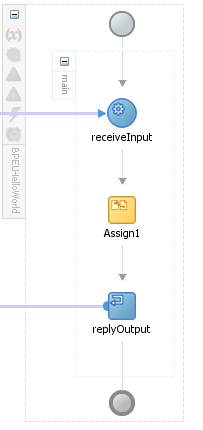 main
receiveInput
BPELHelloWorld
Assign1
replyOutput